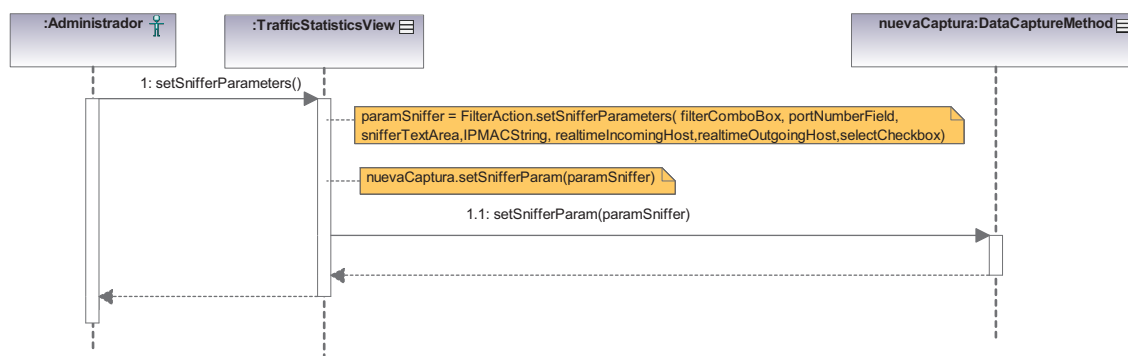 :Administrador
:TrafficStatisticsView
nuevaCaptura:DataCaptureMethod
1: setSnifferParameters()
paramSniffer = FilterAction.setSnifferParameters( filterComboBox, portNumberField,
snifferTextArea,IPMACString, realtimeIncomingHost,realtimeOutgoingHost,selectCheckbox)
nuevaCaptura.setSnifferParam(paramSniffer)
1.1: setSnifferParam(paramSniffer)